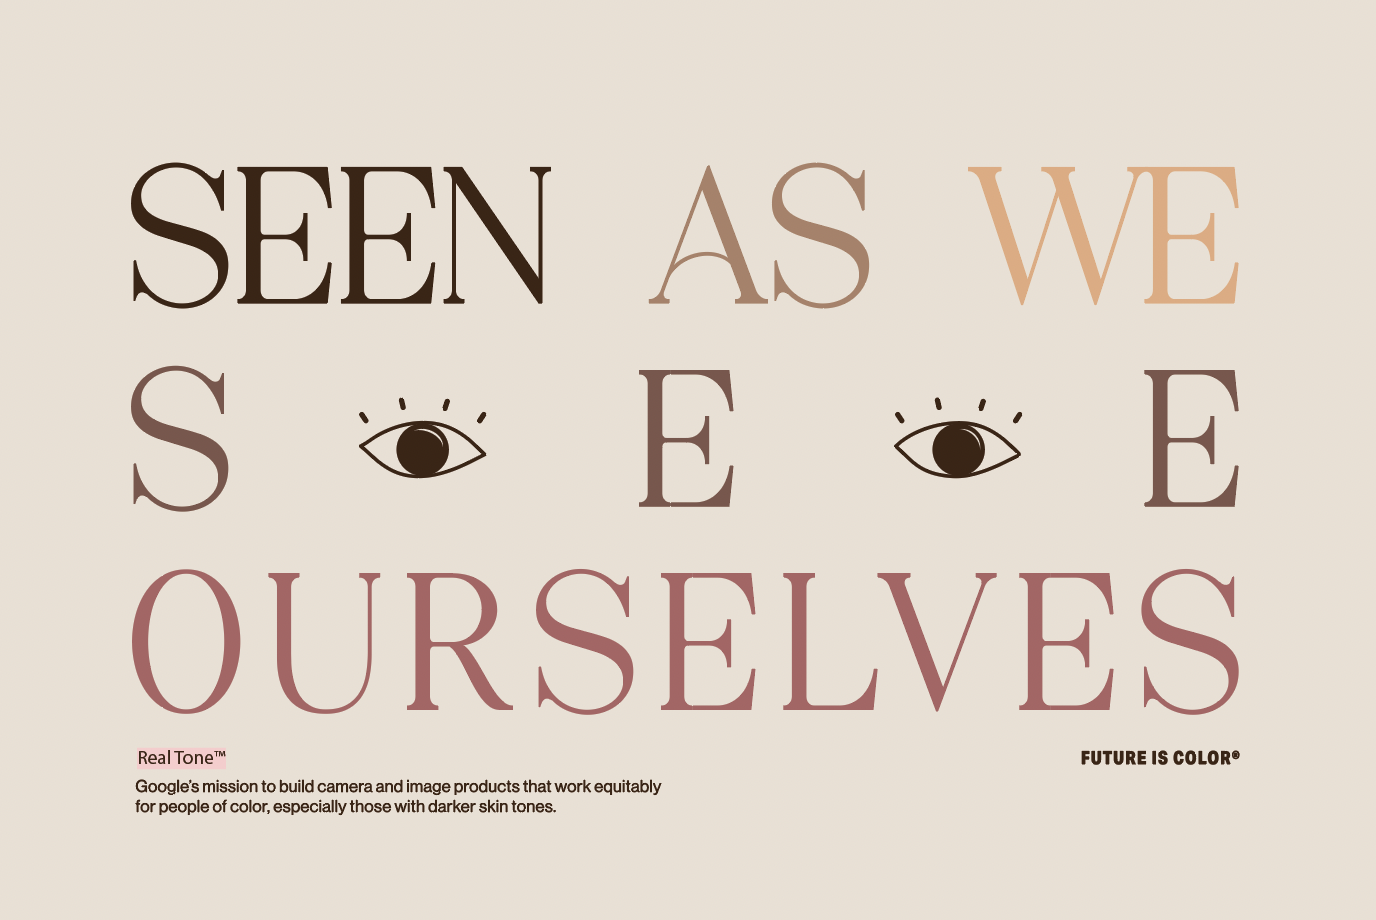 SEEN AS WE
S E E
OURSELVES
Real Tone™
FUTURE IS COLOR®
Google's mission to build camera and image products that work equitably
for people of color, especially those with darker skin tones.